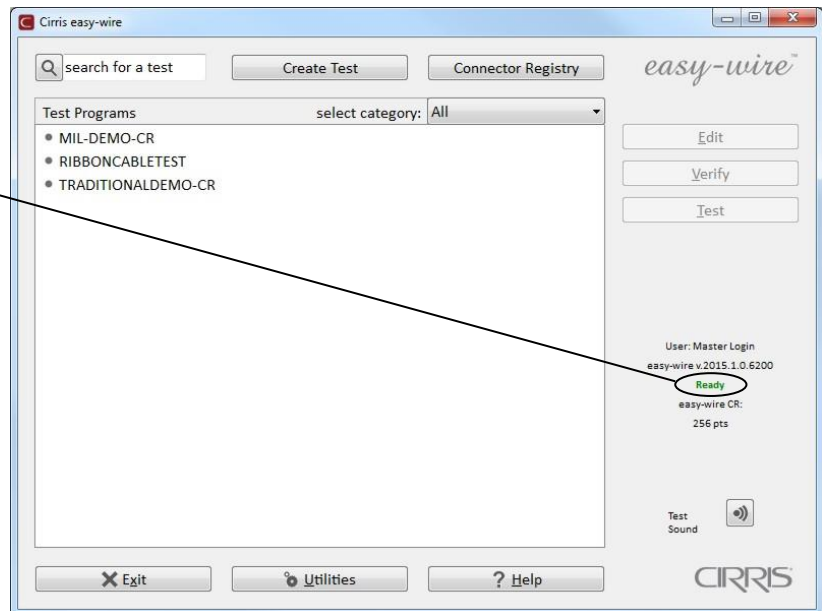 Cirris easy-wire
search for a test
Create Test
Connector Registry
easy-wire™
Test Programs
select category:
All
MIL-DEMO-CR
RIBBONCABLETEST
TRADITIONALDEMO-CR
Edit
Verify
Test
User: Master Login
easy-wire v.2015.1.0.6200
Ready
easy-wire CR:
256 pts
Test
Sound
Exit
Utilities
? Help
CIRRIS